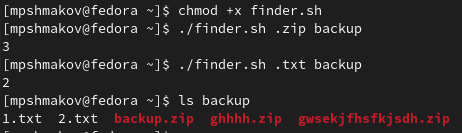 [mpshmakov@fedora ~]$ chmod +x finder.sh
[mpshmakov@fedora ~]$ ./finder.sh .zip backup
3
[mpshmakov@fedora ~]$ ./finder.sh .txt backup
2
[mpshmakov@fedora ~]$ ls backup
1.txt  2.txt  backup.zip  ghhhh.zip  gwsekjfhsfkjsdh.zip